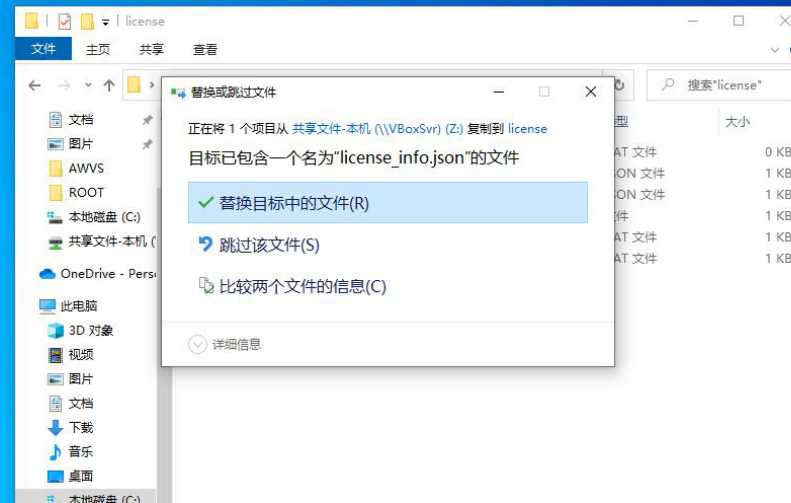 license
文件 主页 共享 查看
搜索"license"
替换或跳过文件
正在将 1 个项目从 共享文件-本机 (\\\VBoxSvr) (Z:) 复制到 license
目标已包含一个名为"license_info.json"的文件
替换目标中的文件(R)
跳过该文件(S)
比较两个文件的信息(C)
详细信息
文档
图片
AWVS
ROOT
本地磁盘 (C:)
共享文件-本机 (
OneDrive - Pers
此电脑
3D 对象
视频
图片
文档
下载
音乐
桌面
本地磁盘 (C:)
型 大小
AT 文件 0 KB
ON 文件 1 KB
ON 文件 1 KB
件 1 KB
AT 文件 1 KB
AT 文件 1 KB